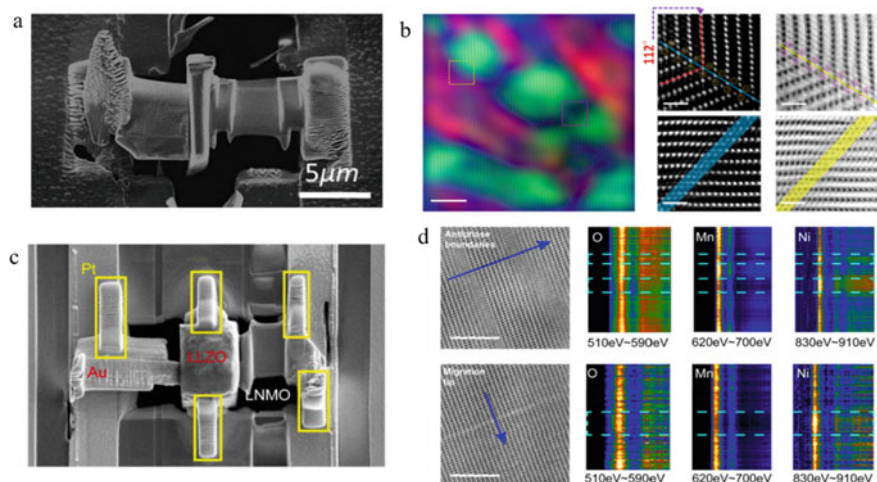 a
5μm
b
112°
c
Pt
Au
LLZO
LNMO
d
Antiphase
boundaries
O
Mn
Ni
510eV~590eV
620eV~700eV
830eV~910eV
Migration
O
Mn
Ni
510eV~590eV
620eV~700eV
830eV~910eV